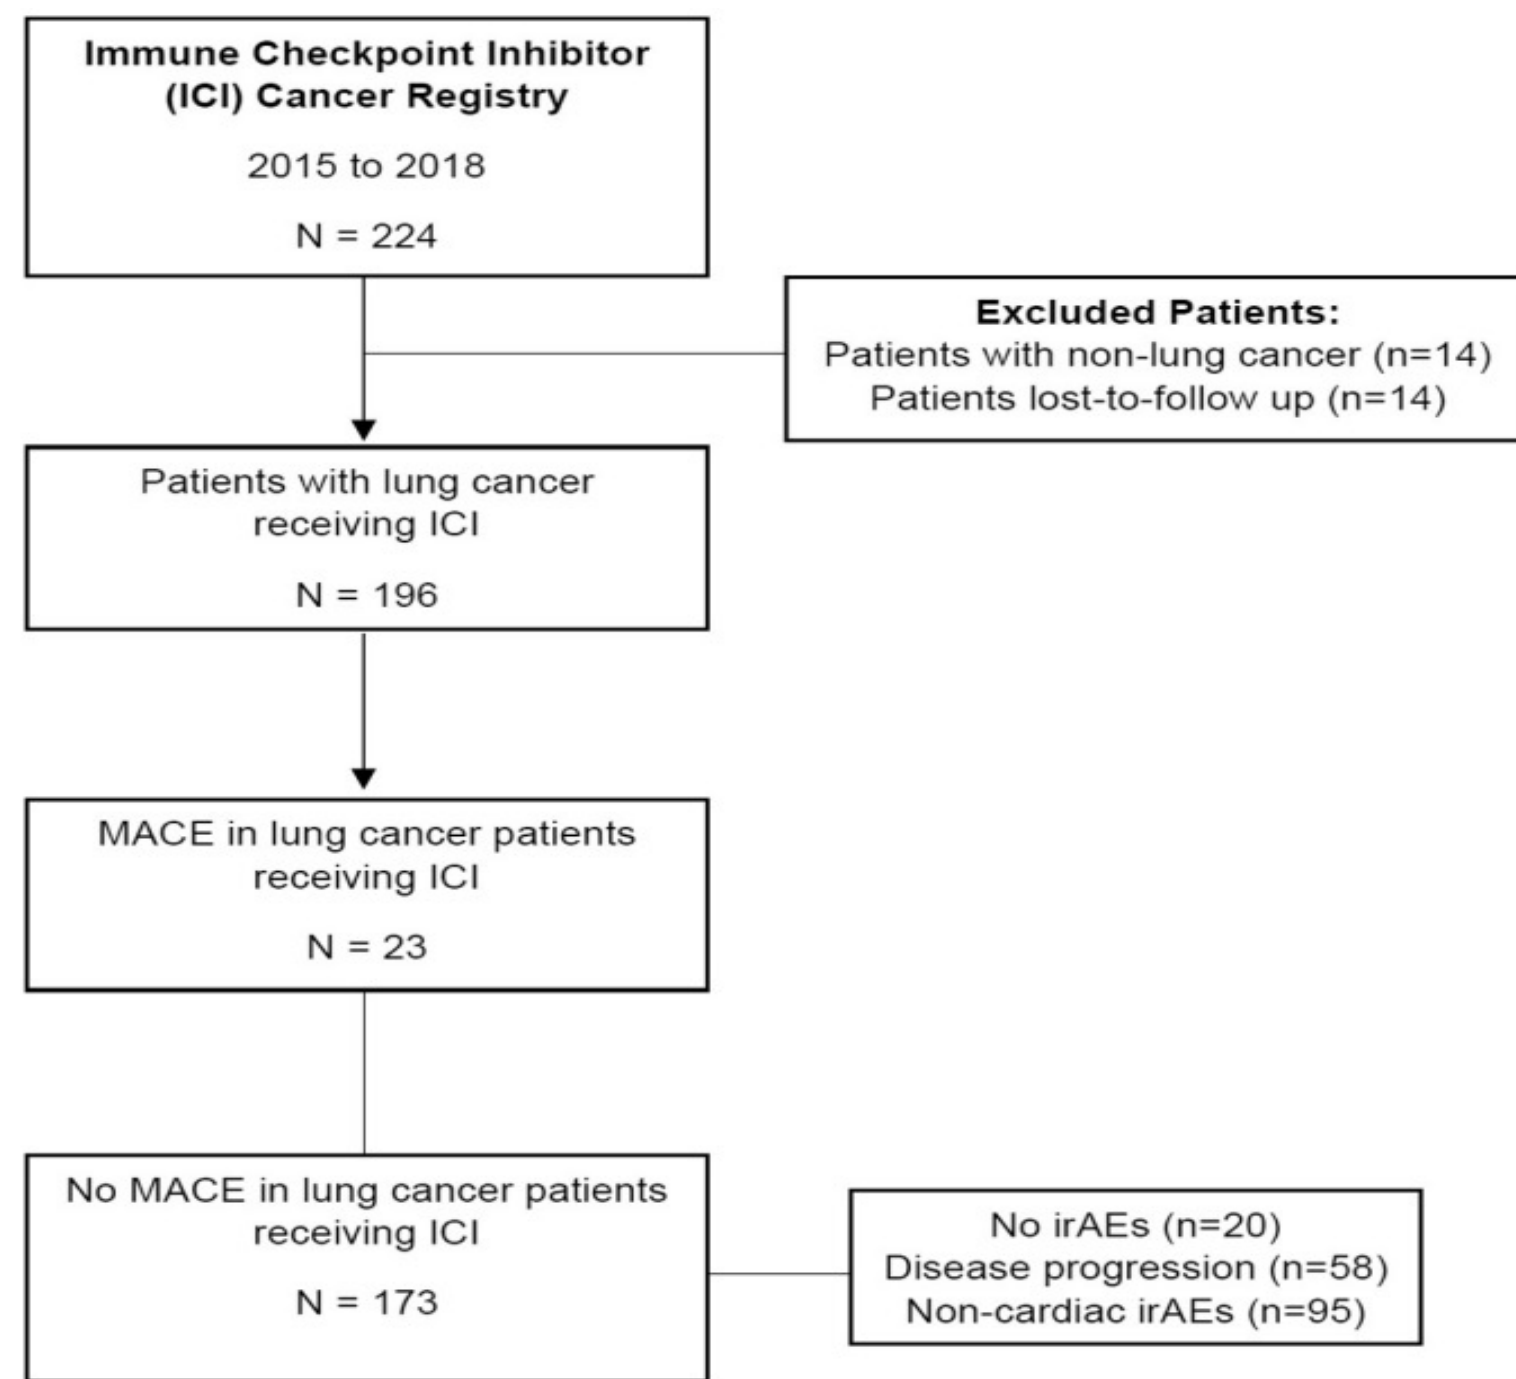 Immune Checkpoint Inhibitor
(ICI) Cancer Registry
2015 to 2018
N = 224
Excluded Patients:
Patients with non-lung cancer (n=14)
Patients lost-to-follow up (n=14)
Patients with lung cancer
receiving ICI
N = 196
MACE in lung cancer patients
receiving ICI
N = 23
No MACE in lung cancer patients
receiving ICI
N = 173
No irAEs (n=20)
Disease progression (n=58)
Non-cardiac irAEs (n=95)